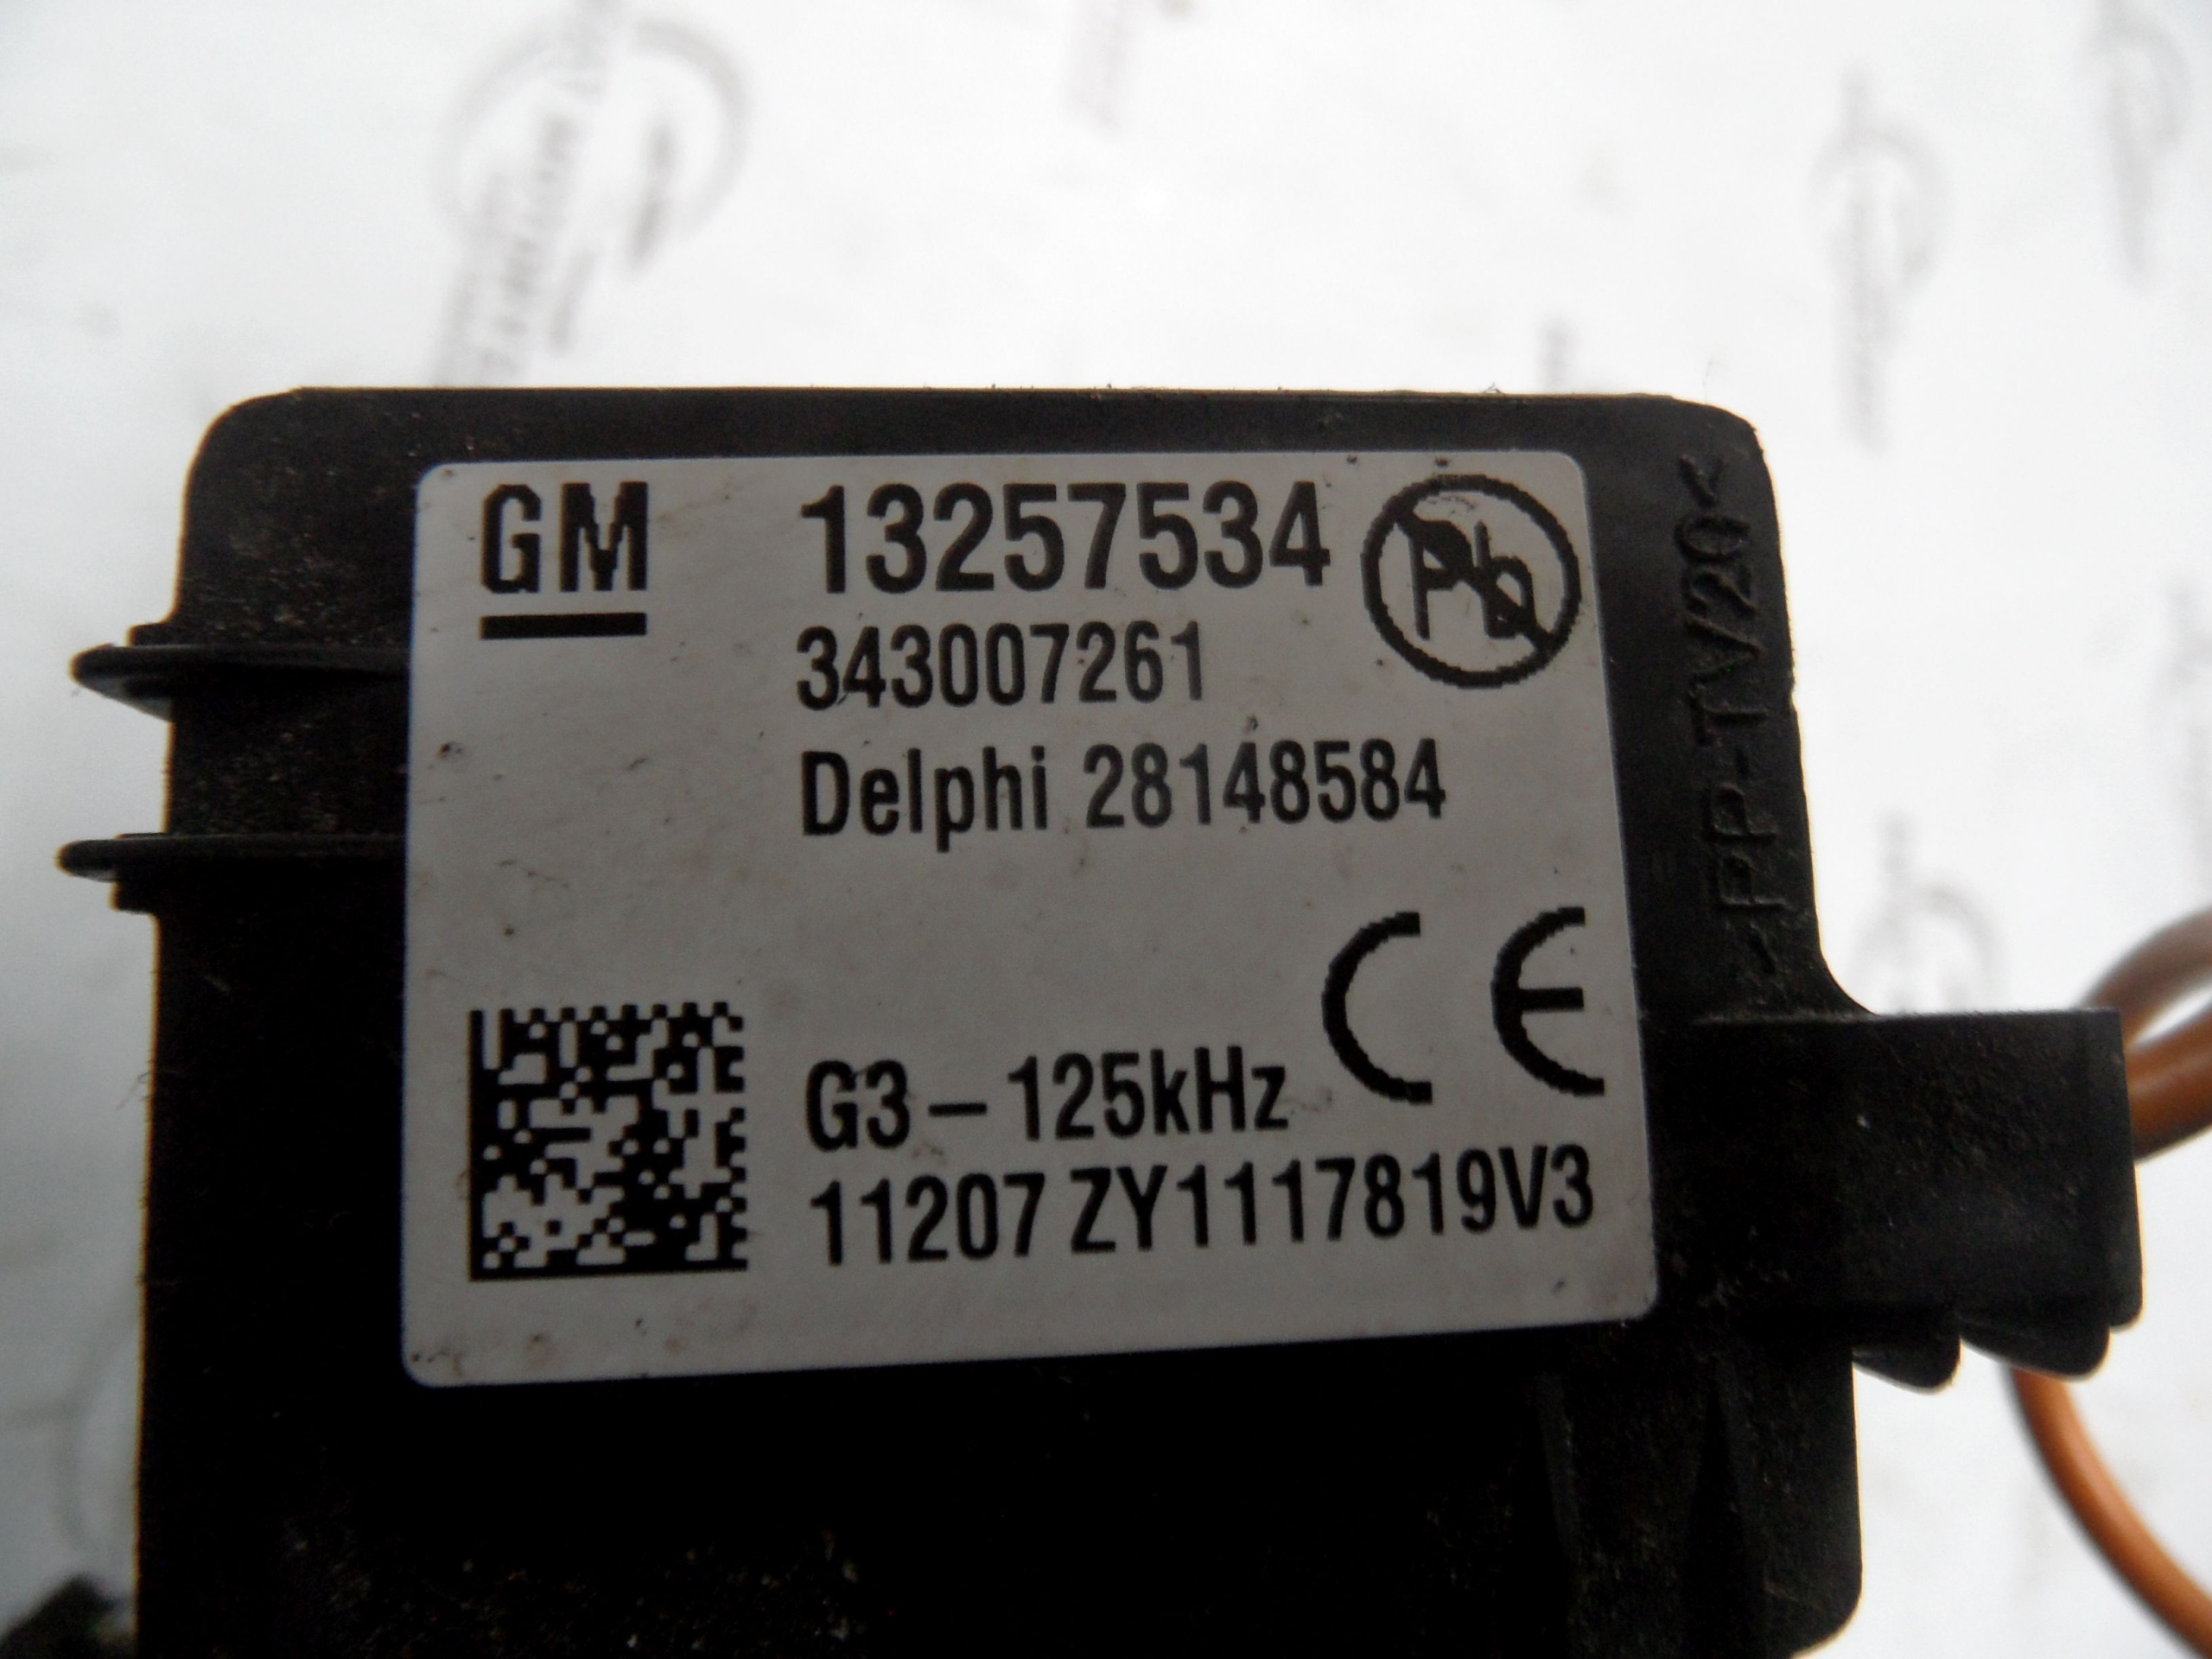 GM 13257534 Pb
343007261
Delphi 28148584
CE
G3 – 125kHz
11207 ZY1117819V3
>PP-TV20<